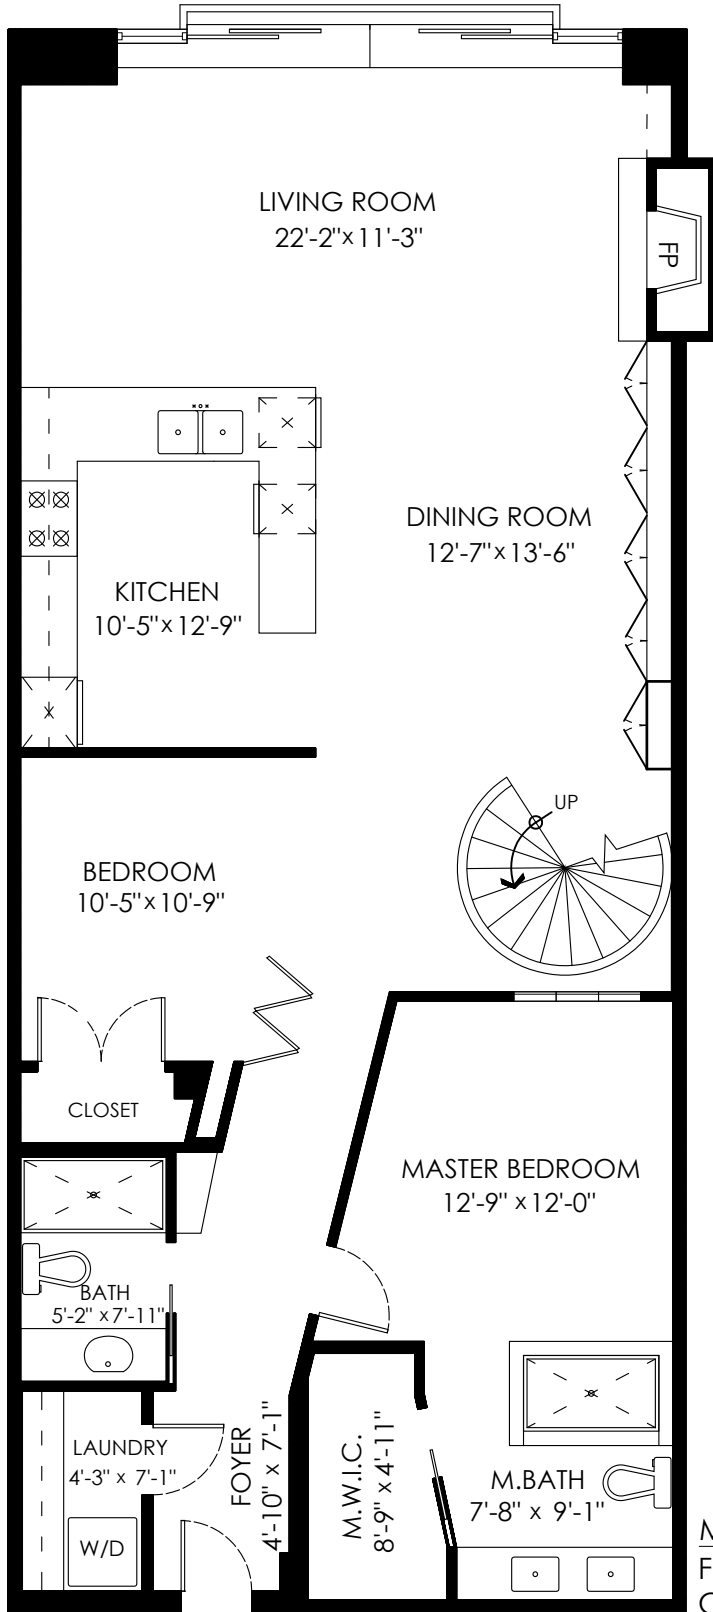 LIVING ROOM
22'-2"x11'-3"
FP
DINING ROOM
12'-7"x13'-6"
KITCHEN
10'-5"x12'-9"
UP
BEDROOM
10'-5"x10'-9"
CLOSET
MASTER BEDROOM
12'-9" x12'-0"
BATH
5'-2" x7'-11"
LAUNDRY
4'-3" x 7'-1"
FOYER
4'-10" x 7'-1"
M.W.I.C.
8'-9" x 4'-11"
M.BATH
7'-8" x 9'-1"
W/D